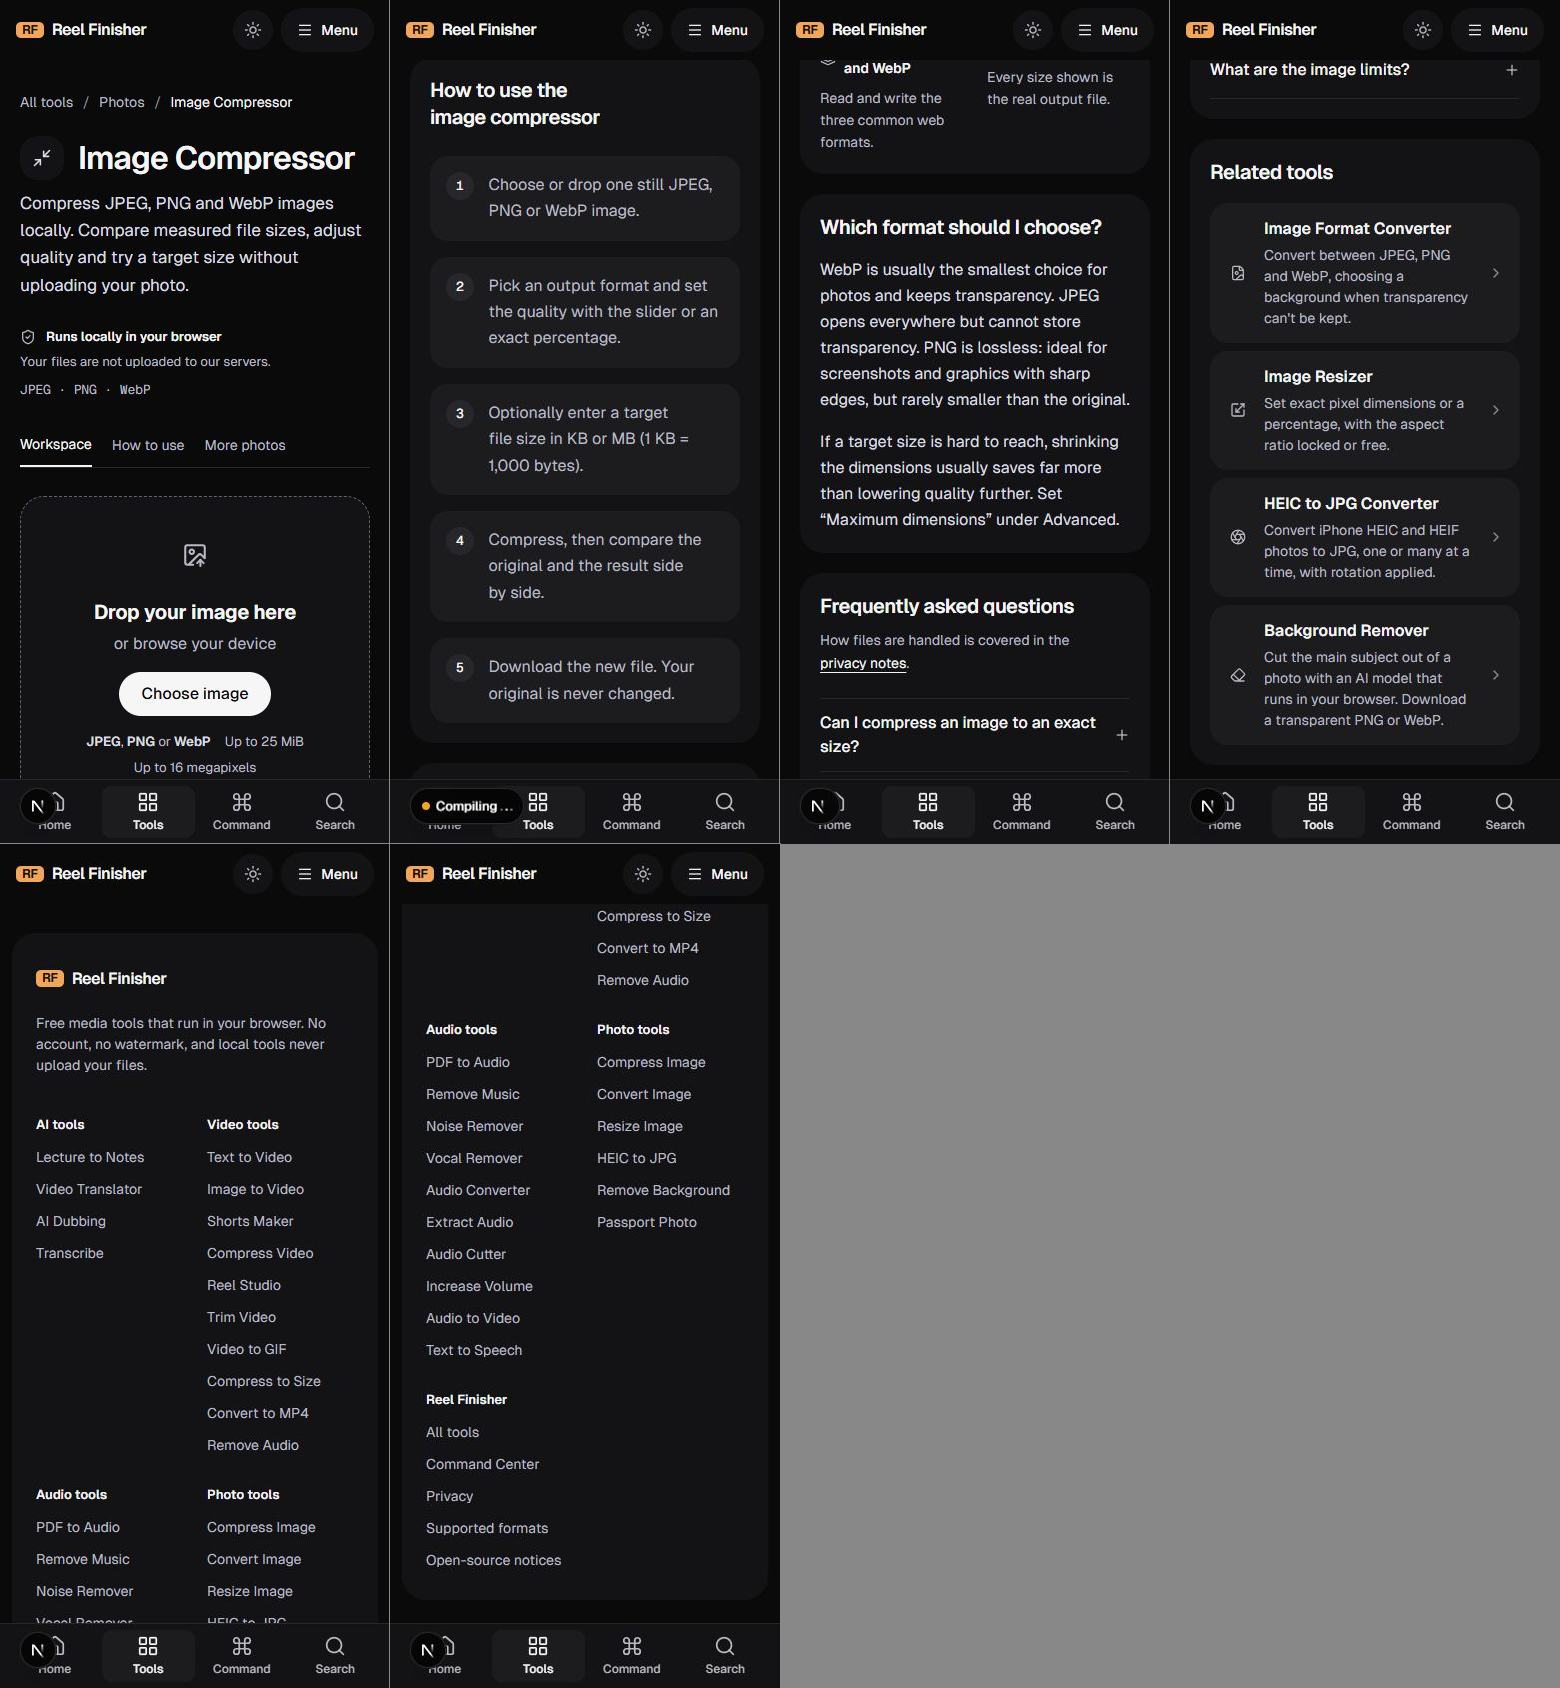 RF Reel Finisher
Menu
All tools / Photos / Image Compressor
Image Compressor
Compress JPEG, PNG and WebP images
locally. Compare measured file sizes, adjust
quality and try a target size without
uploading your photo.
Runs locally in your browser
Your files are not uploaded to our servers.
JPEG · PNG · WebP
Workspace How to use More photos
Drop your image here
or browse your device
Choose image
JPEG, PNG or WebP Up to 25 MiB
Up to 16 megapixels
N Home Tools Command Search
RF Reel Finisher
Menu
How to use the
image compressor
1 Choose or drop one still JPEG,
PNG or WebP image.
2 Pick an output format and set
the quality with the slider or an
exact percentage.
3 Optionally enter a target
file size in KB or MB (1 KB =
1,000 bytes).
4 Compress, then compare the
original and the result side
by side.
5 Download the new file. Your
original is never changed.
Compiling ...
Home Tools Command Search
RF Reel Finisher
Menu
and WebP
Read and write the
three common web
formats.
Every size shown is
the real output file.
Which format should I choose?
WebP is usually the smallest choice for
photos and keeps transparency. JPEG
opens everywhere but cannot store
transparency. PNG is lossless: ideal for
screenshots and graphics with sharp
edges, but rarely smaller than the original.
If a target size is hard to reach, shrinking
the dimensions usually saves far more
than lowering quality further. Set
“Maximum dimensions” under Advanced.
Frequently asked questions
How files are handled is covered in the
privacy notes.
Can I compress an image to an exact
size?
N Home Tools Command Search
RF Reel Finisher
Menu
What are the image limits?
Related tools
Image Format Converter
Convert between JPEG, PNG
and WebP, choosing a
background when transparency
can't be kept.
Image Resizer
Set exact pixel dimensions or a
percentage, with the aspect
ratio locked or free.
HEIC to JPG Converter
Convert iPhone HEIC and HEIF
photos to JPG, one or many at a
time, with rotation applied.
Background Remover
Cut the main subject out of a
photo with an AI model that
runs in your browser. Download
a transparent PNG or WebP.
N Home Tools Command Search
RF Reel Finisher
Menu
RF Reel Finisher
Free media tools that run in your browser. No
account, no watermark, and local tools never
upload your files.
AI tools
Lecture to Notes
Video Translator
AI Dubbing
Transcribe
Video tools
Text to Video
Image to Video
Shorts Maker
Compress Video
Reel Studio
Trim Video
Video to GIF
Compress to Size
Convert to MP4
Remove Audio
Audio tools
PDF to Audio
Remove Music
Noise Remover
Vocal Remover
Photo tools
Compress Image
Convert Image
Resize Image
HEIC to JPG
N Home Tools Command Search
RF Reel Finisher
Menu
Compress to Size
Convert to MP4
Remove Audio
Audio tools
PDF to Audio
Remove Music
Noise Remover
Vocal Remover
Audio Converter
Extract Audio
Audio Cutter
Increase Volume
Audio to Video
Text to Speech
Photo tools
Compress Image
Convert Image
Resize Image
HEIC to JPG
Remove Background
Passport Photo
Reel Finisher
All tools
Command Center
Privacy
Supported formats
Open-source notices
N Home Tools Command Search